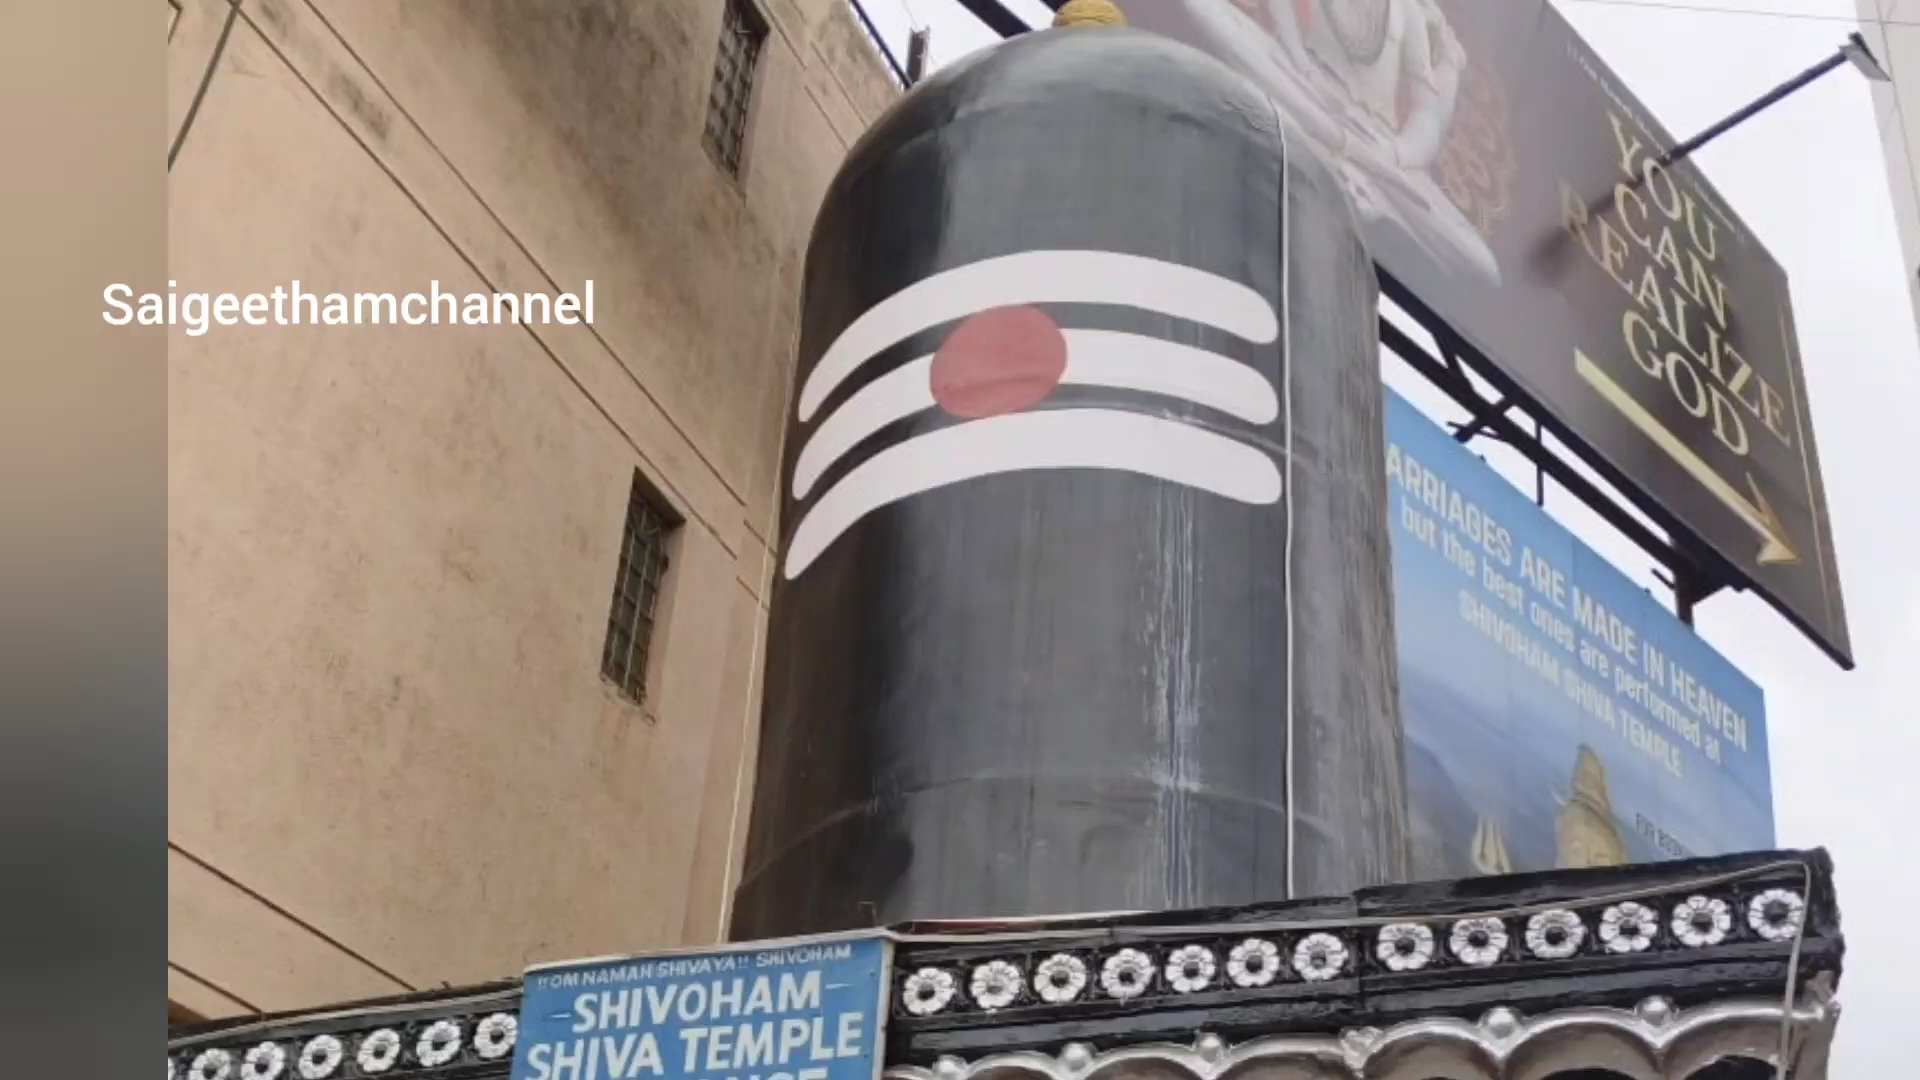 Saigeethamchannel
YOU
CAN
REALIZE
GOD
ARRIAGES ARE MADE IN HEAVEN
but the best ones are performed at
SHIVOHAM SHIVA TEMPLE
!!OM NAMAH SHIVAYA!! SHIVOHAM
SHIVOHAM
SHIVA TEMPLE